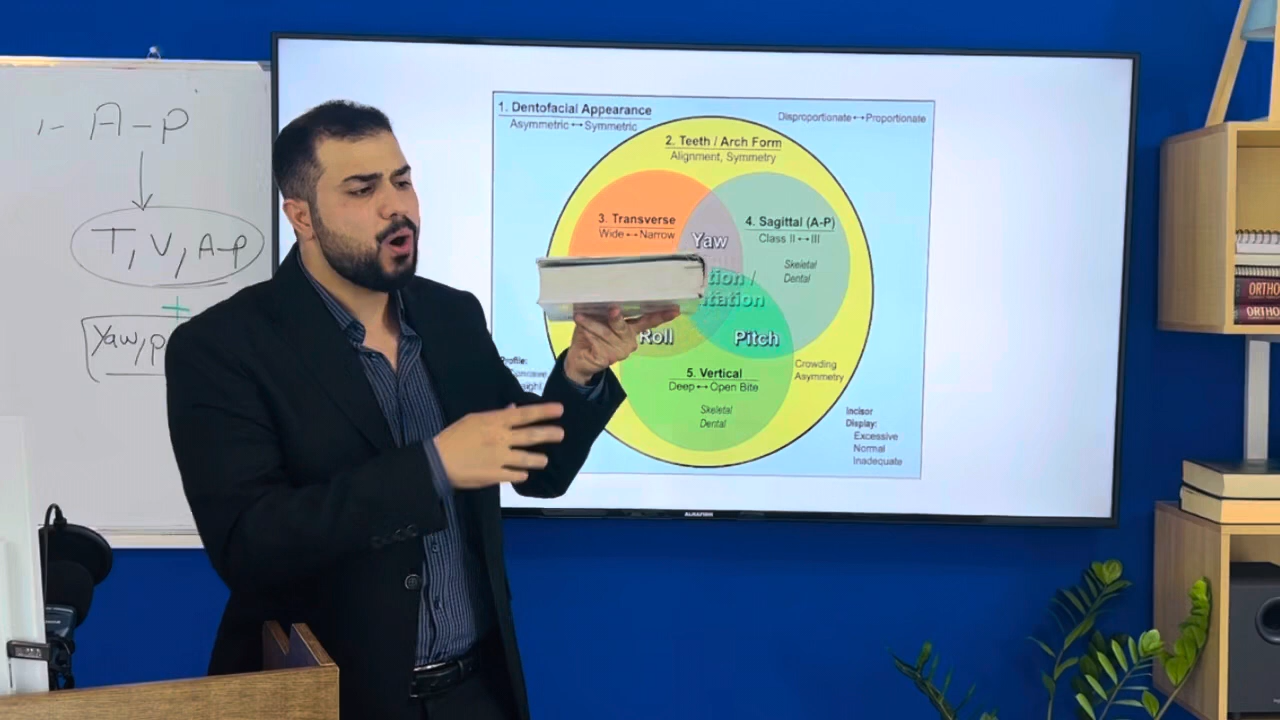 1- A-P
T, V, A-P
+
Yaw, P
1. Dentofacial Appearance
Asymmetric ↔ Symmetric
Disproportionate ↔ Proportionate
2. Teeth / Arch Form
Alignment, Symmetry
3. Transverse
Wide ↔ Narrow
Yaw
4. Sagittal (A-P)
Class II ↔ III
Skeletal
Dental
Roll
Pitch
5. Vertical
Deep ↔ Open Bite
Skeletal
Dental
Crowding
Asymmetry
Incisor
Display:
Excessive
Normal
Inadequate
ORTHO
ORTHO